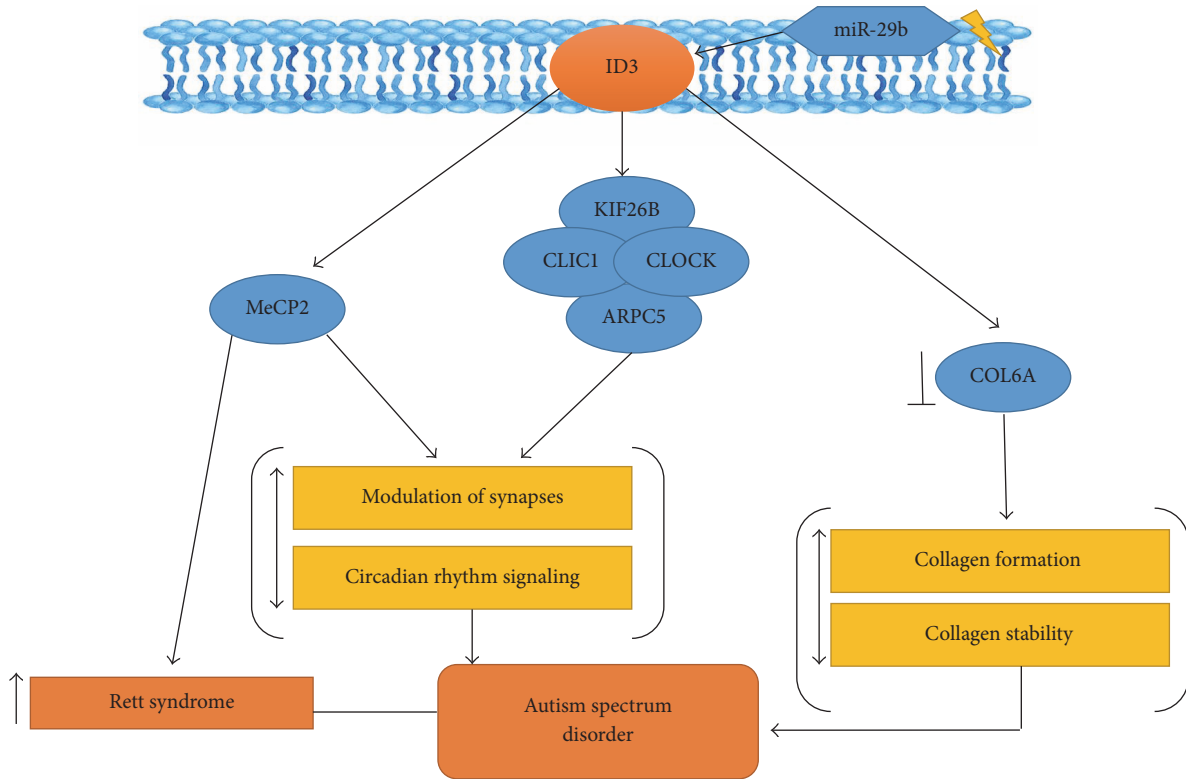 miR-29b
ID3
KIF26B
CLIC1
CLOCK
ARPC5
MeCP2
COL6A
Modulation of synapses
Circadian rhythm signaling
Collagen formation
Collagen stability
Rett syndrome
Autism spectrum
disorder